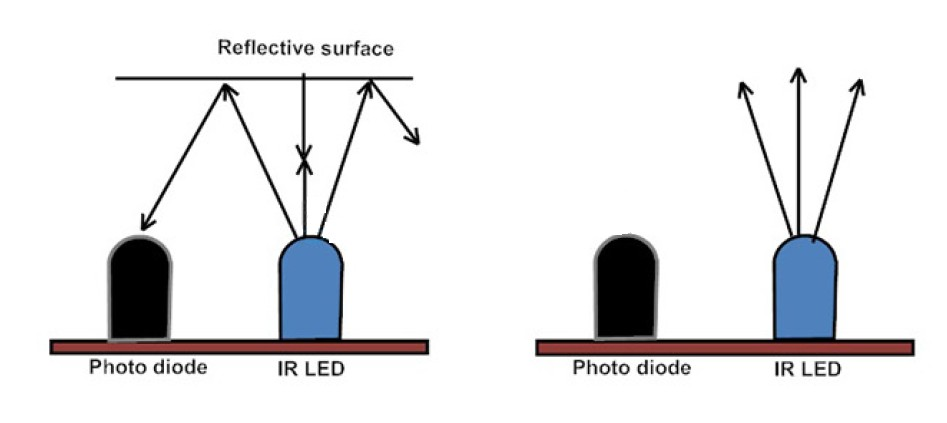 Reflective surface
Photo diode
IR LED
Photo diode
IR LED